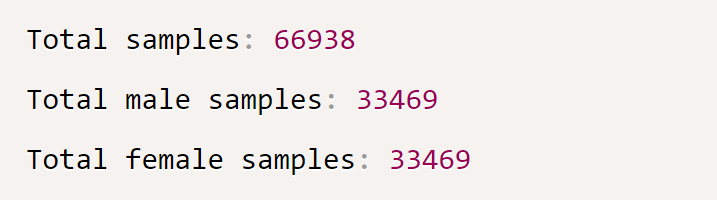 Total samples: 66938
Total male samples: 33469
Total female samples: 33469